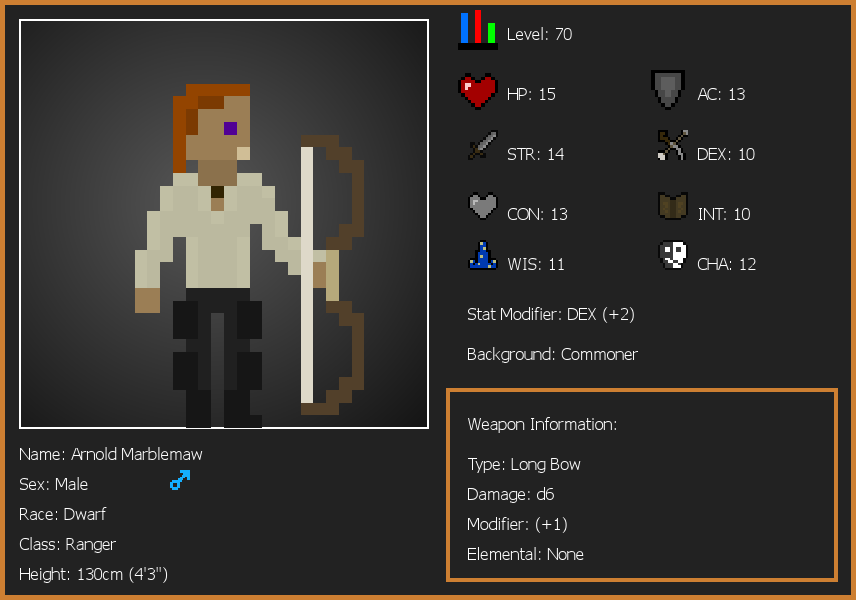 Level: 70
HP: 15
AC: 13
STR: 14
DEX: 10
CON: 13
INT: 10
WIS: 11
CHA: 12
Stat Modifier: DEX (+2)
Background: Commoner
Weapon Information:
Type: Long Bow
Damage: d6
Modifier: (+1)
Elemental: None
Name: Arnold Marblemaw
Sex: Male
Race: Dwarf
Class: Ranger
Height: 130cm (4'3")